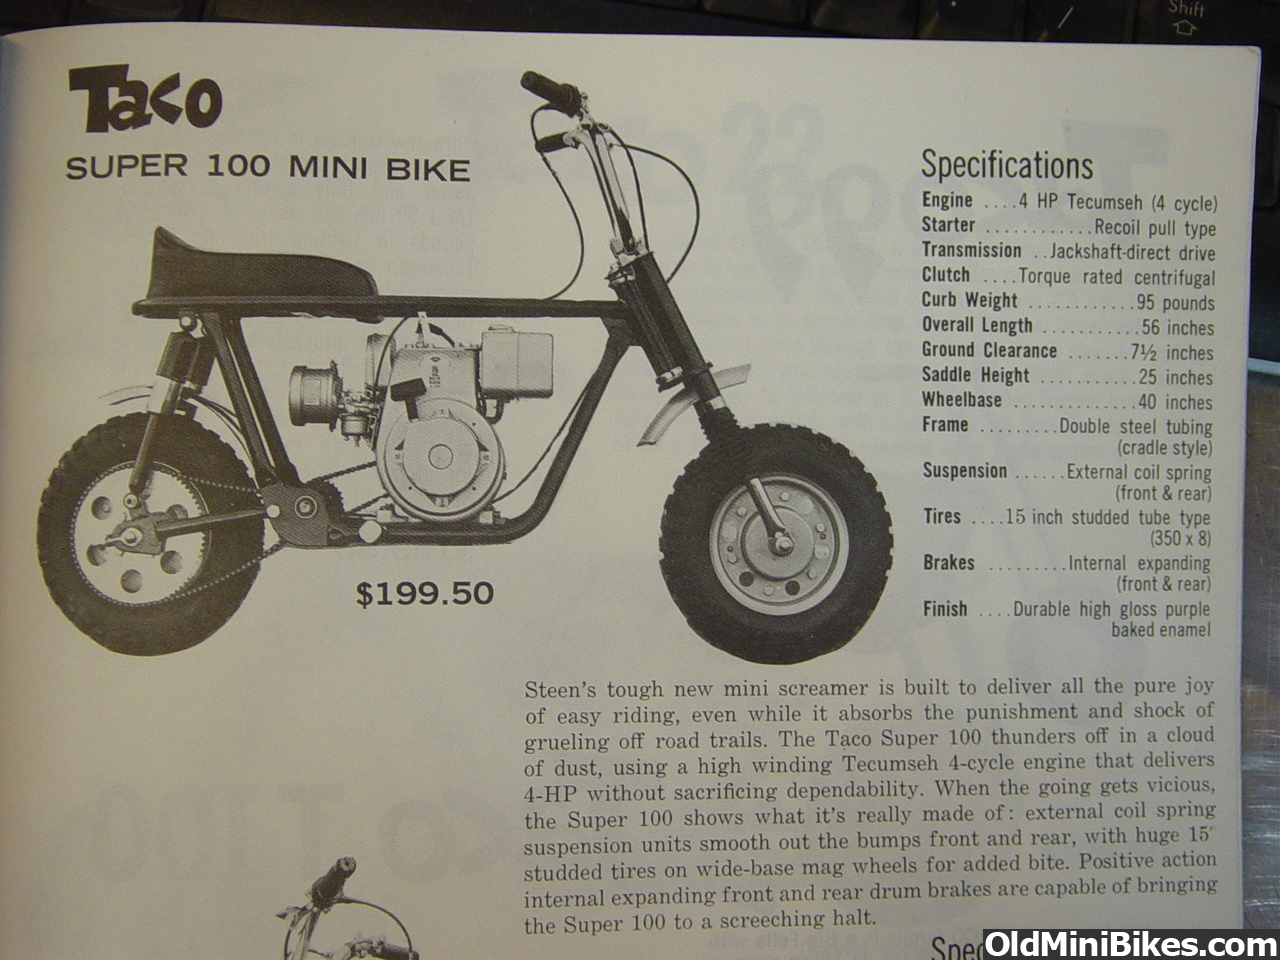 Shift
Taco
SUPER 100 MINI BIKE
$199.50
Specifications
Engine ....4 HP Tecumseh (4 cycle)
Starter ............Recoil pull type
Transmission ..Jackshaft-direct drive
Clutch ....Torque rated centrifugal
Curb Weight ............95 pounds
Overall Length ..........56 inches
Ground Clearance .......7½ inches
Saddle Height ...........25 inches
Wheelbase .............40 inches
Frame .........Double steel tubing
(cradle style)
Suspension ......External coil spring
(front & rear)
Tires ....15 inch studded tube type
(350 x 8)
Brakes .........Internal expanding
(front & rear)
Finish ....Durable high gloss purple
baked enamel
Steen's tough new mini screamer is built to deliver all the pure joy
of easy riding, even while it absorbs the punishment and shock of
grueling off road trails. The Taco Super 100 thunders off in a cloud
of dust, using a high winding Tecumseh 4-cycle engine that delivers
4-HP without sacrificing dependability. When the going gets vicious,
the Super 100 shows what it's really made of: external coil spring
suspension units smooth out the bumps front and rear, with huge 15"
studded tires on wide-base mag wheels for added bite. Positive action
internal expanding front and rear drum brakes are capable of bringing
the Super 100 to a screeching halt.
Spec
OldMiniBikes.com